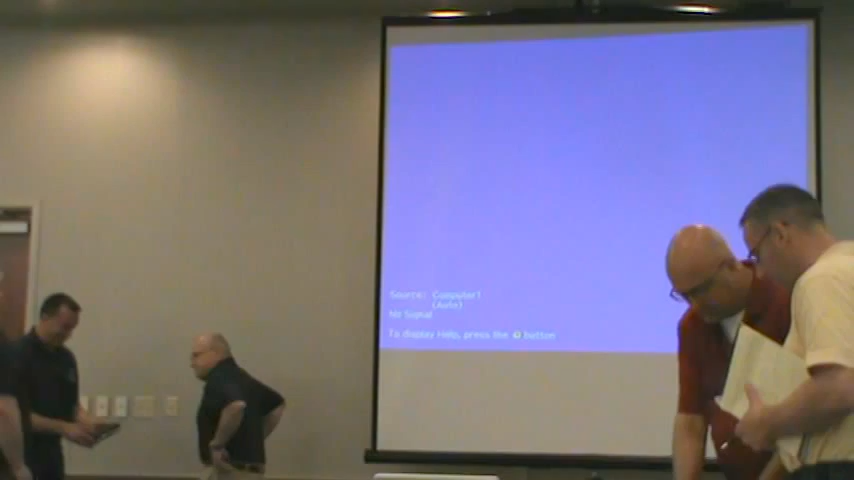 Source: Computer1
(Auto)
No Signal
To display Help, press the button